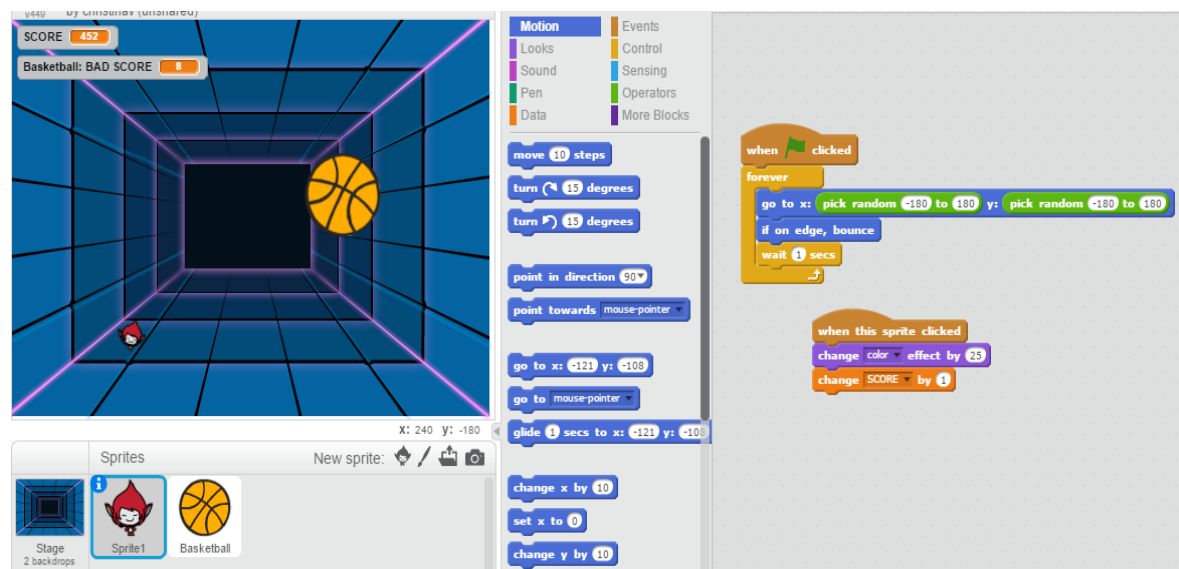 v446 by christinav (unshared)
SCORE 452
Basketball: BAD SCORE 8
X: 240 y: -180
Sprites New sprite:
Stage
2 backdrops
Sprite1
Basketball
Motion Events
Looks Control
Sound Sensing
Pen Operators
Data More Blocks
move 10 steps
turn 15 degrees
turn 15 degrees
point in direction 90
point towards mouse-pointer
go to x: -121 y: -108
go to mouse-pointer
glide 1 secs to x: -121 y: -108
change x by 10
set x to 0
change y by 10
when clicked
forever
go to x: pick random -180 to 180 y: pick random -180 to 180
if on edge, bounce
wait 1 secs
when this sprite clicked
change color effect by 25
change SCORE by 1